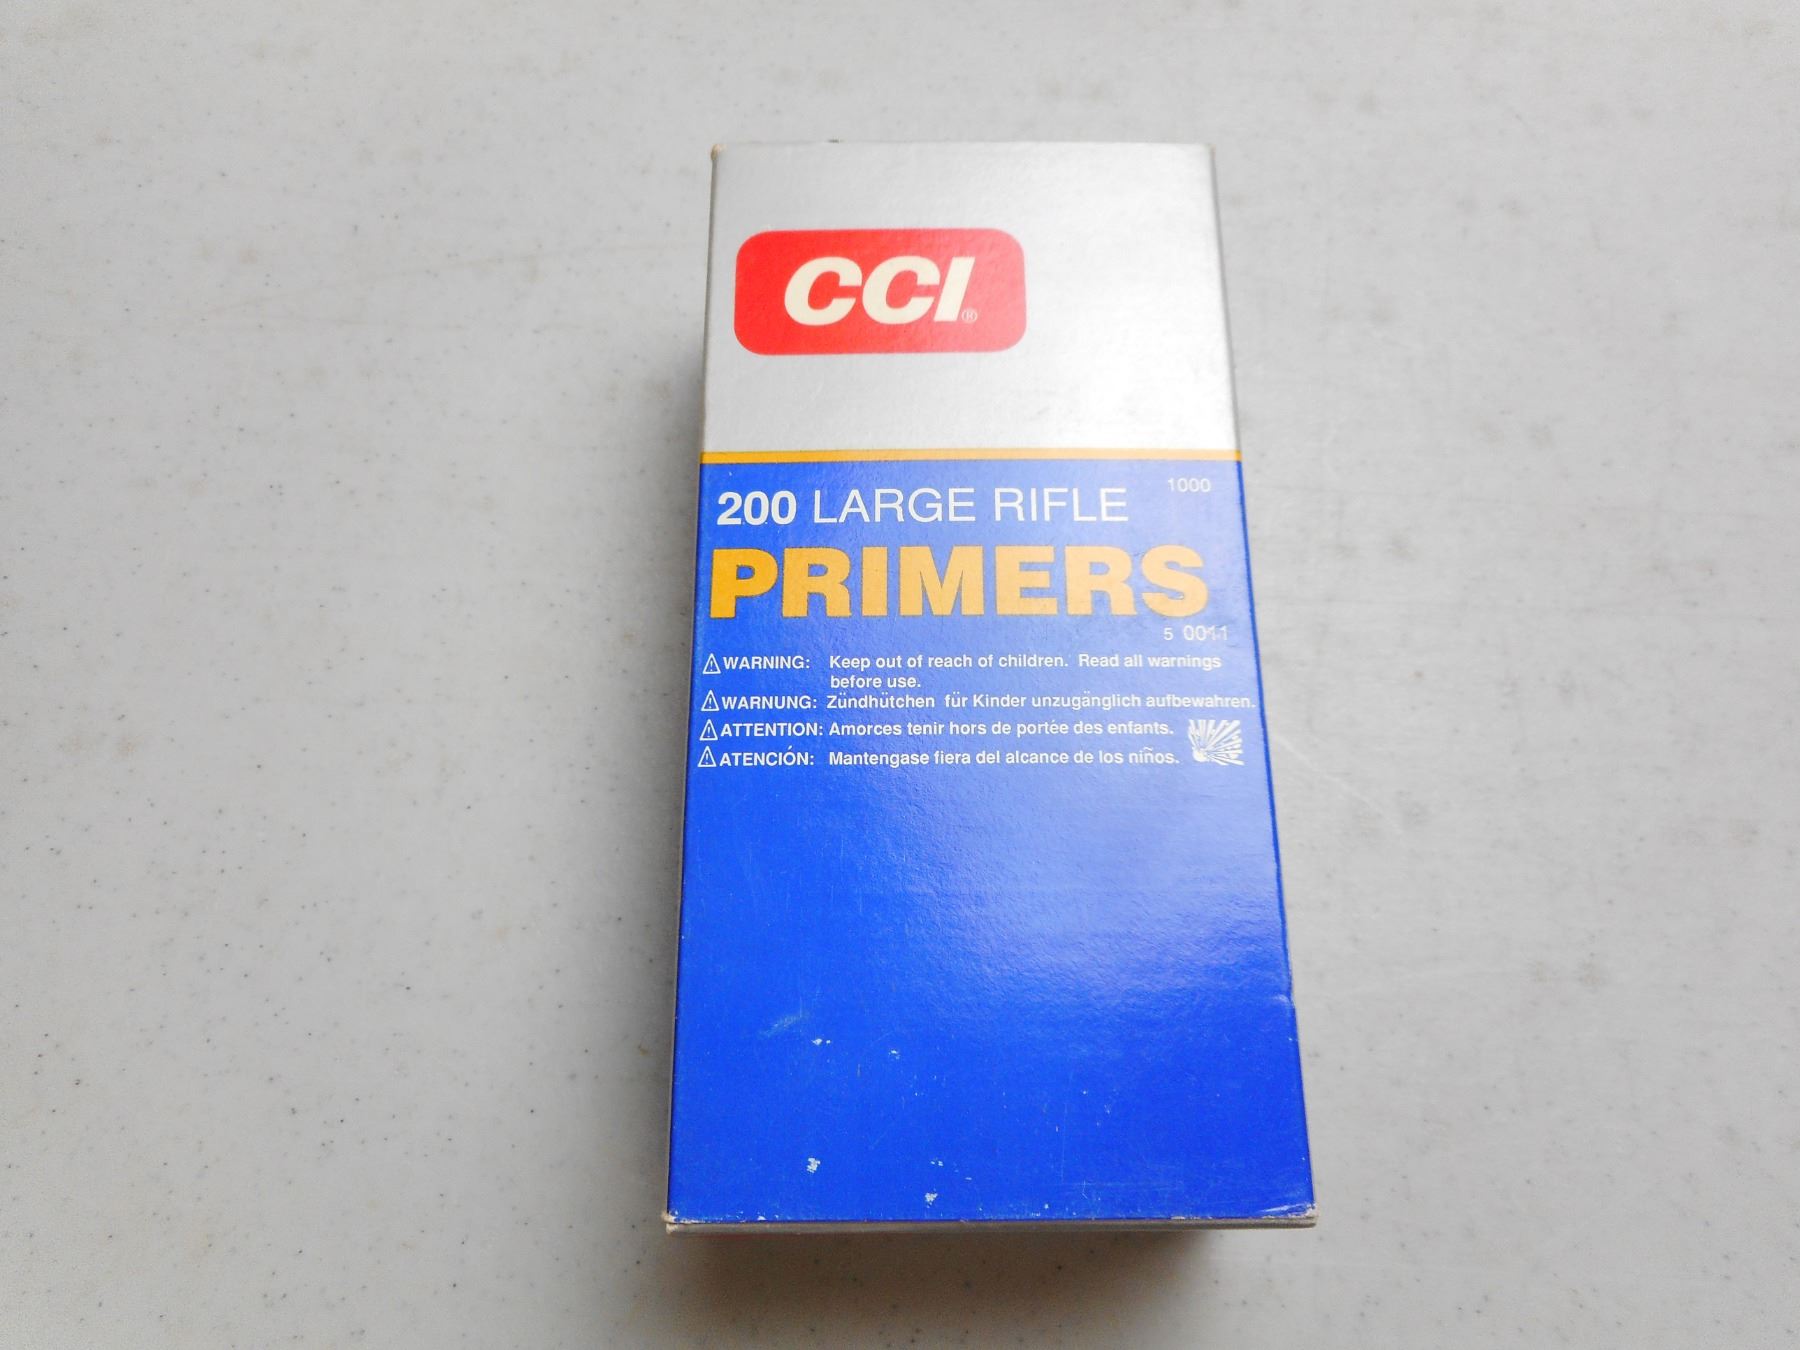 CCI®
200 LARGE RIFLE 1000
PRIMERS
5 0011
WARNING: Keep out of reach of children. Read all warnings
before use.
WARNUNG: Zündhütchen für Kinder unzugänglich aufbewahren.
ATTENTION: Amorces tenir hors de portée des enfants.
ATENCIÓN: Mantengase fiera del alcance de los niños.